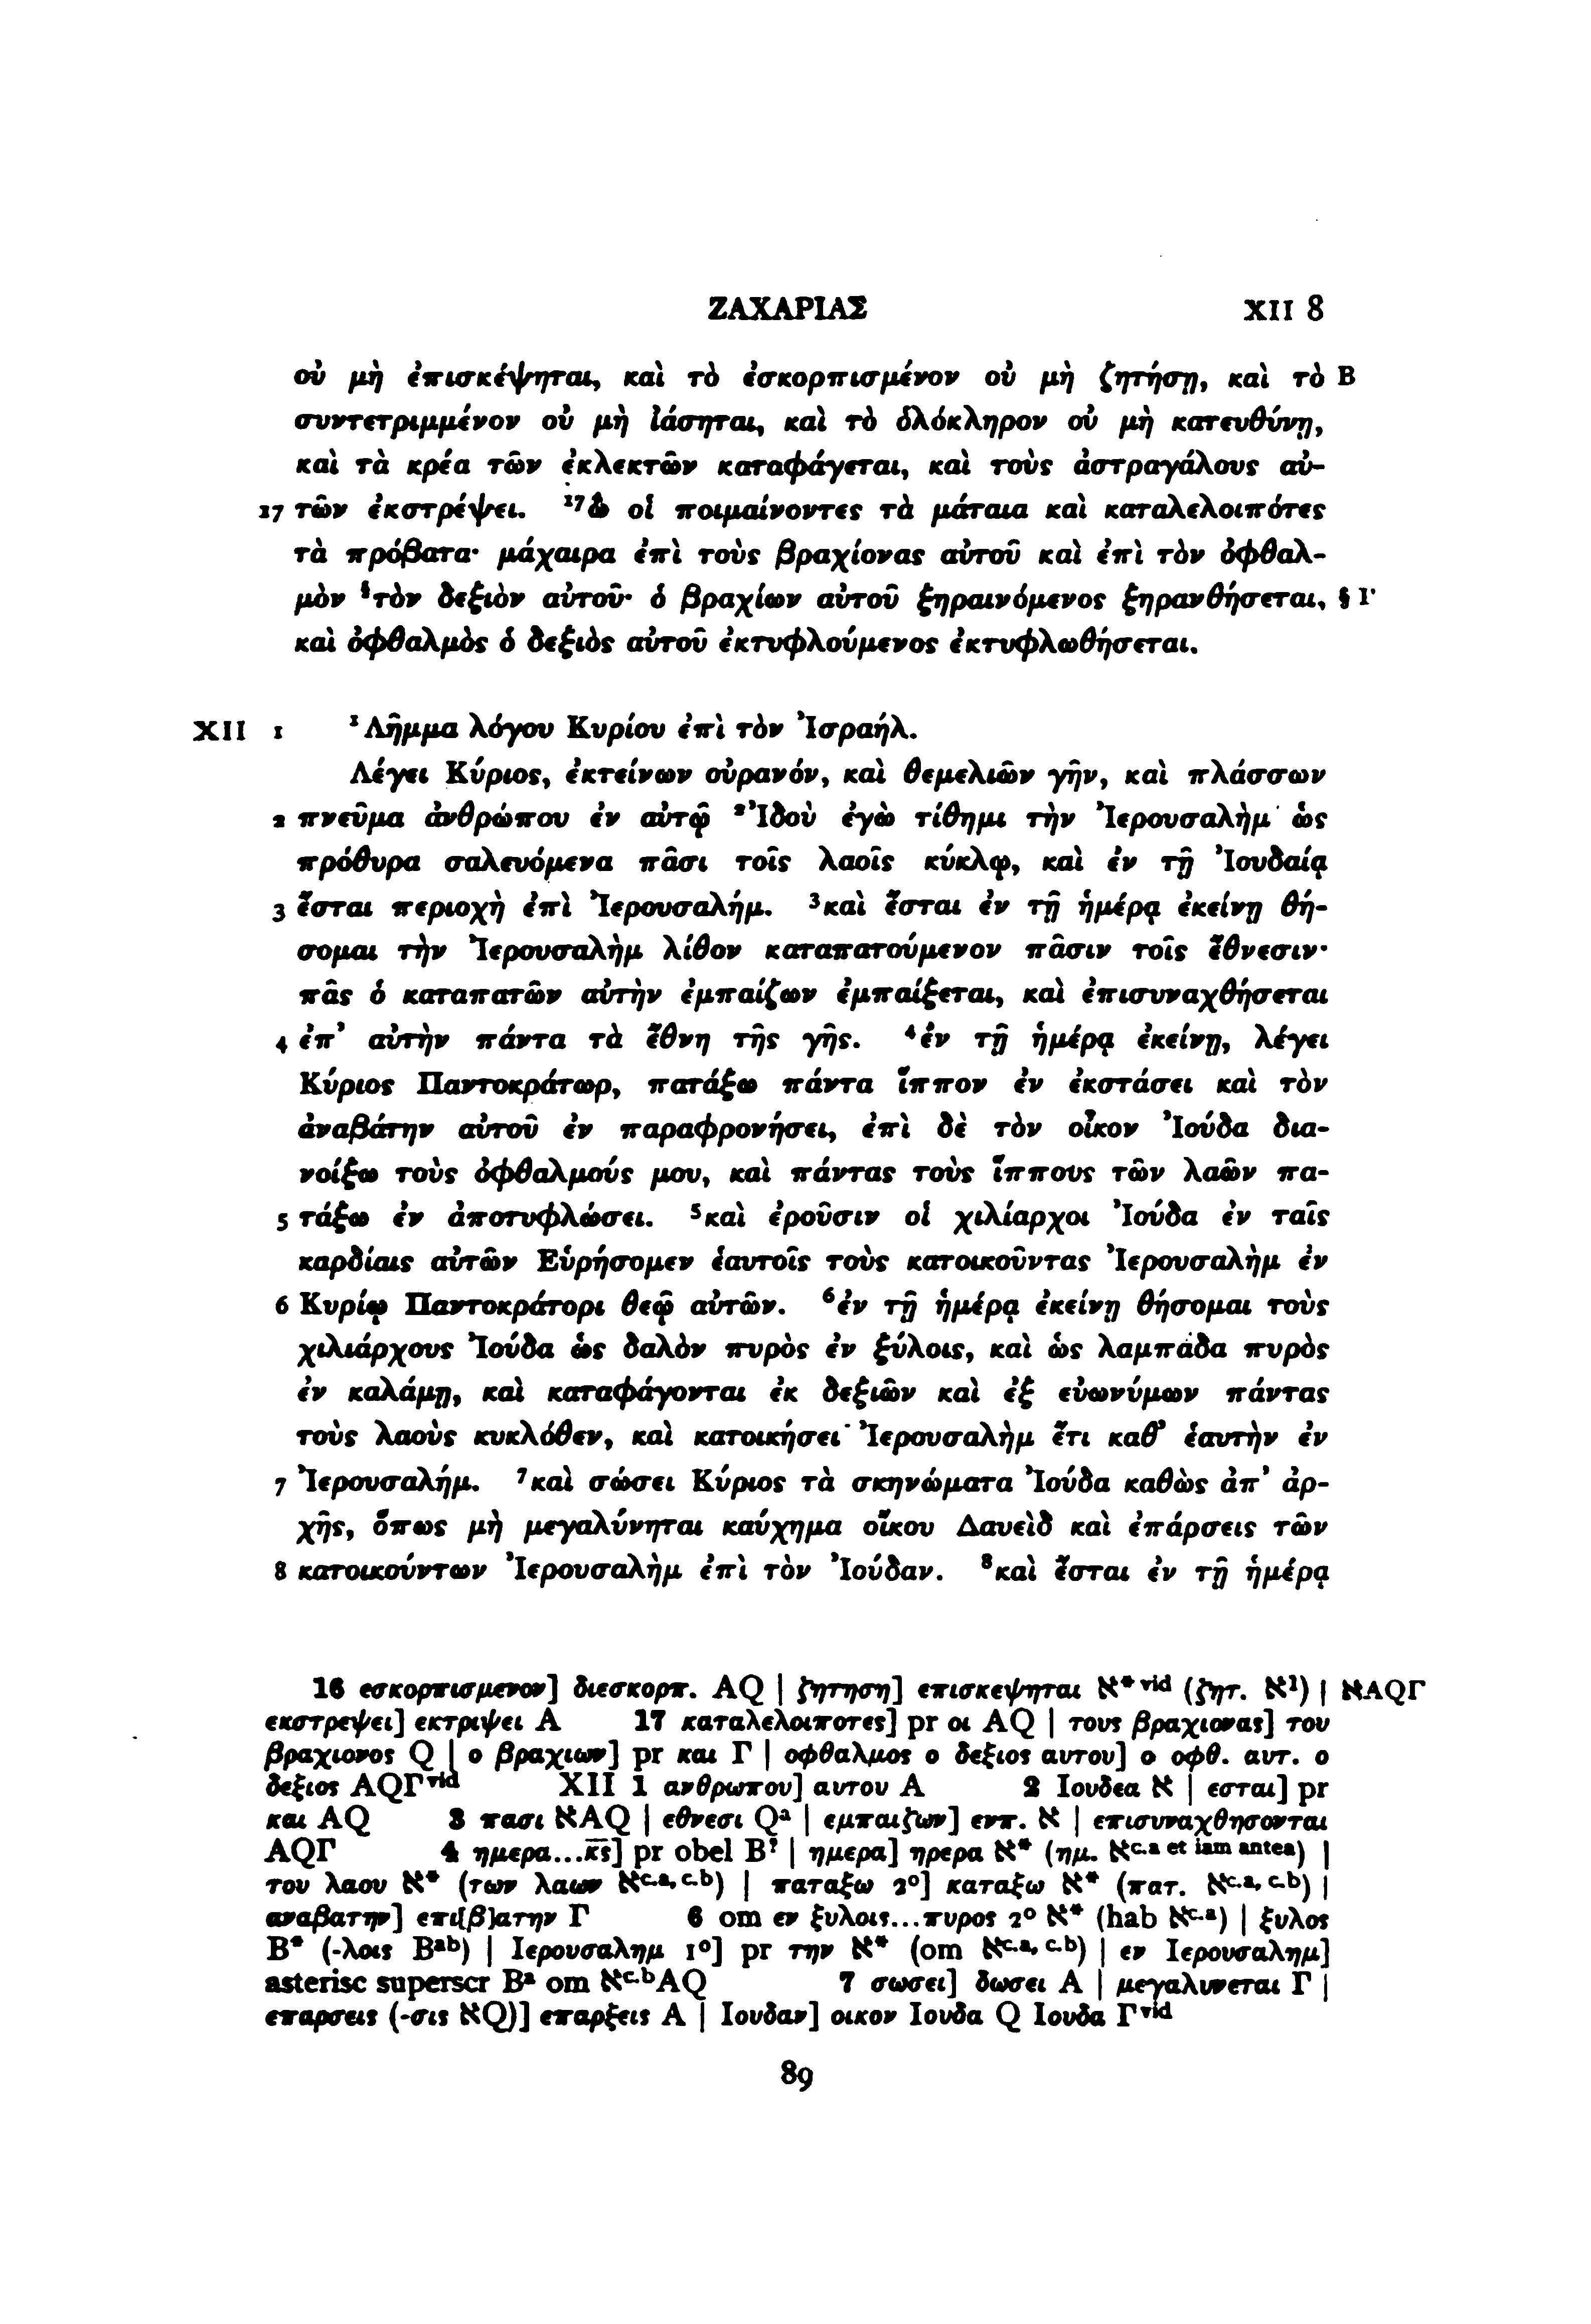 ΖΑΧΑΡΙΑΣ XII 8
οὐ μὴ ἐπισκέψηται, καὶ τὸ ἐσκορπισμένον οὐ μὴ ζητήσῃ, καὶ τὸ B
συντετριμμένον οὐ μὴ ἰάσηται, καὶ τὸ ὁλόκληρον οὐ μὴ κατευθύνῃ,
καὶ τὰ κρέα τῶν ἐκλεκτῶν καταφάγεται, καὶ τοὺς ἀστραγάλους αὐ-
17 τῶν ἐκστρέψει. ¹⁷ὦ οἱ ποιμαίνοντες τὰ μάταια καὶ καταλελοιπότες
τὰ πρόβατα· μάχαιρα ἐπὶ τοὺς βραχίονας αὐτοῦ καὶ ἐπὶ τὸν ὀφθαλ-
μὸν §τὸν δεξιὸν αὐτοῦ· ὁ βραχίων αὐτοῦ ξηραινόμενος ξηρανθήσεται, § Γ
καὶ ὀφθαλμὸς ὁ δεξιὸς αὐτοῦ ἐκτυφλούμενος ἐκτυφλωθήσεται.
XII 1 ¹Λῆμμα λόγου Κυρίου ἐπὶ τὸν Ἰσραήλ.
Λέγει Κύριος, ἐκτείνων οὐρανόν, καὶ θεμελιῶν γῆν, καὶ πλάσσων
2 πνεῦμα ἀνθρώπου ἐν αὐτῷ ²Ἰδοὺ ἐγὼ τίθημι τὴν Ἰερουσαλὴμ ὡς
πρόθυρα σαλευόμενα πᾶσι τοῖς λαοῖς κύκλῳ, καὶ ἐν τῇ Ἰουδαίᾳ
3 ἔσται περιοχὴ ἐπὶ Ἰερουσαλήμ. ³καὶ ἔσται ἐν τῇ ἡμέρᾳ ἐκείνῃ θή-
σομαι τὴν Ἰερουσαλὴμ λίθον καταπατούμενον πᾶσιν τοῖς ἔθνεσιν·
πᾶς ὁ καταπατῶν αὐτὴν ἐμπαίζων ἐμπαίξεται, καὶ ἐπισυναχθήσεται
4 ἐπ’ αὐτὴν πάντα τὰ ἔθνη τῆς γῆς. ⁴ἐν τῇ ἡμέρᾳ ἐκείνῃ, λέγει
Κύριος Παντοκράτωρ, πατάξω πάντα ἵππον ἐν ἐκστάσει καὶ τὸν
ἀναβάτην αὐτοῦ ἐν παραφρονήσει, ἐπὶ δὲ τὸν οἶκον Ἰούδα δια-
νοίξω τοὺς ὀφθαλμούς μου, καὶ πάντας τοὺς ἵππους τῶν λαῶν πα-
5 τάξω ἐν ἀποτυφλώσει. ⁵καὶ ἐροῦσιν οἱ χιλίαρχοι Ἰούδα ἐν ταῖς
καρδίαις αὐτῶν Εὑρήσομεν ἑαυτοῖς τοὺς κατοικοῦντας Ἰερουσαλὴμ ἐν
6 Κυρίῳ Παντοκράτορι θεῷ αὐτῶν. ⁶ἐν τῇ ἡμέρᾳ ἐκείνῃ θήσομαι τοὺς
χιλιάρχους Ἰούδα ὡς δαλὸν πυρὸς ἐν ξύλοις, καὶ ὡς λαμπάδα πυρὸς
ἐν καλάμῃ, καὶ καταφάγονται ἐκ δεξιῶν καὶ ἐξ εὐωνύμων πάντας
τοὺς λαοὺς κυκλόθεν, καὶ κατοικήσει Ἰερουσαλὴμ ἔτι καθ’ ἑαυτὴν ἐν
7 Ἰερουσαλήμ. ⁷καὶ σώσει Κύριος τὰ σκηνώματα Ἰούδα καθὼς ἀπ’ ἀρ-
χῆς, ὅπως μὴ μεγαλύνηται καύχημα οἴκου Δαυεὶδ καὶ ἐπάρσεις τῶν
8 κατοικούντων Ἰερουσαλὴμ ἐπὶ τὸν Ἰούδαν. ⁸καὶ ἔσται ἐν τῇ ἡμέρᾳ
16 εσκορπισμενον] διεσκορπ. AQ | ζητηση] επισκεψηται ℵ* vid (ζητ. ℵ¹) | ℵAQΓ
εκστρεψει] εκτριψει A 17 καταλελοιποτες] pr οι AQ | τους βραχιονας] του
βραχιονος Q | ο βραχιων] pr και Γ | οφθαλμος ο δεξιος αυτου] ο οφθ. αυτ. ο
δεξιος AQΓvid XII 1 ανθρωπου] αυτου A 2 Ιουδεα ℵ | εσται] pr
και AQ 3 πασι ℵAQ | εθνεσι Qa | εμπαιζων] ενπ. ℵ | επισυναχθησονται
AQΓ 4 ημερα...κ̅ς̅] pr obel B? | ημερα] ηρερα ℵ* (ημ. ℵc.a et iam antea) |
του λαου ℵ* (των λαων ℵc.a, c.b) | παταξω 2°] καταξω ℵ* (πατ. ℵc.a, c.b) |
αναβατην] επι{β}ατην Γ 6 om εν ξυλοις...πυρος 2° ℵ* (hab ℵc.a) | ξυλος
B* (-λοις Bab) | Ιερουσαλημ 1°] pr την ℵ* (om ℵc.a, c.b) | εν Ιερουσαλημ]
asterisc superscr Ba om ℵc.bAQ 7 σωσει] δωσει A | μεγαλυνεται Γ |
επαρσεις (-σις ℵQ)] επαρξεις A | Ιουδαν] οικον Ιουδα Q Ιουδα Γvid
89